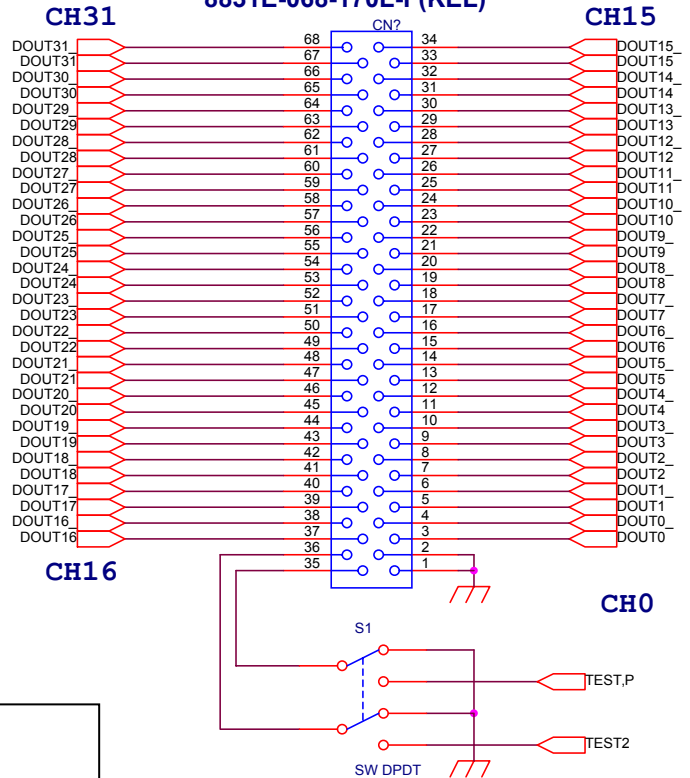 8831E-068-170L-F(KEL)
CH31 CH15
CN?
DOUT31_ 68 34 DOUT15_
DOUT31 67 33 DOUT15
DOUT30_ 66 32 DOUT14_
DOUT30 65 31 DOUT14
DOUT29_ 64 30 DOUT13_
DOUT29 63 29 DOUT13
DOUT28_ 62 28 DOUT12_
DOUT28 61 27 DOUT12
DOUT27_ 60 26 DOUT11_
DOUT27 59 25 DOUT11
DOUT26_ 58 24 DOUT10_
DOUT26 57 23 DOUT10
DOUT25_ 56 22 DOUT9_
DOUT25 55 21 DOUT9
DOUT24_ 54 20 DOUT8_
DOUT24 53 19 DOUT8
DOUT23_ 52 18 DOUT7_
DOUT23 51 17 DOUT7
DOUT22_ 50 16 DOUT6_
DOUT22 49 15 DOUT6
DOUT21_ 48 14 DOUT5_
DOUT21 47 13 DOUT5
DOUT20_ 46 12 DOUT4_
DOUT20 45 11 DOUT4
DOUT19_ 44 10 DOUT3_
DOUT19 43 9 DOUT3
DOUT18_ 42 8 DOUT2_
DOUT18 41 7 DOUT2
DOUT17_ 40 6 DOUT1_
DOUT17 39 5 DOUT1
DOUT16_ 38 4 DOUT0_
DOUT16 37 3 DOUT0
36 2
35 1
CH16
CH0
S1
TEST,P
TEST2
SW DPDT